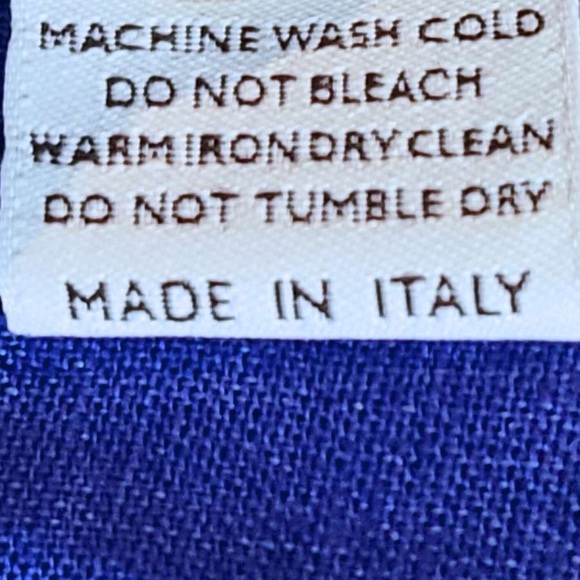 MACHINE WASH COLD
DO NOT BLEACH
WARM IRON DRY CLEAN
DO NOT TUMBLE DRY
MADE IN ITALY